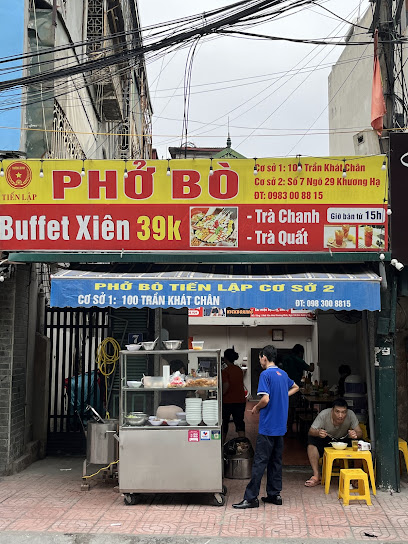 TIẾN LẬP
PHỞ BÒ
Cơ sở 1: 100 Trần Khát Chân
Cơ sở 2: Số 7 Ngõ 29 Khương Hạ
ĐT: 0983 00 88 15
Buffet Xiên 39k
- Trà Chanh
- Trà Quất
Giờ bán từ 15h
PHỞ BÒ TIẾN LẬP CƠ SỞ 2
CƠ SỞ 1: 100 TRẦN KHÁT CHÂN
ĐT: 098 300 8815
7